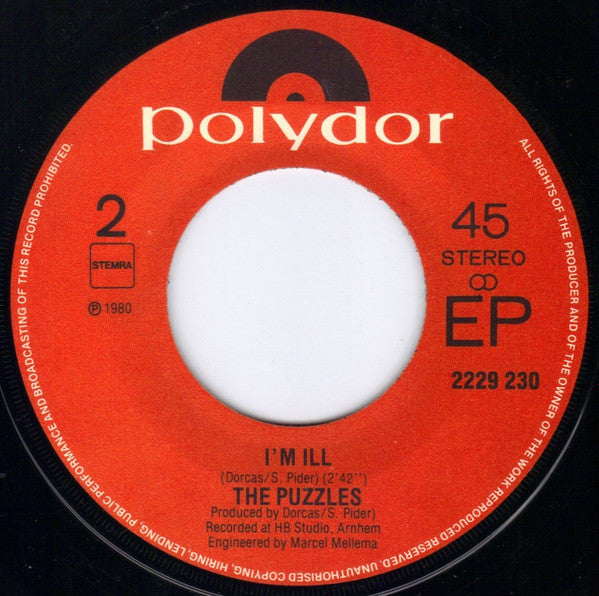 polydor
2
STEMRA
℗ 1980
45
STEREO
EP
2229 230
I'M ILL
(Dorcas/S. Pider) (2'42'')
THE PUZZLES
Produced by Dorcas/S. Pider)
Recorded at HB Studio, Arnhem
Engineered by Marcel Mellema
ALL RIGHTS OF THE PRODUCER AND OF THE OWNER OF THE WORK REPRODUCED RESERVED. UNAUTHORISED COPYING, HIRING, LENDING, PUBLIC PERFORMANCE AND BROADCASTING OF THIS RECORD PROHIBITED.